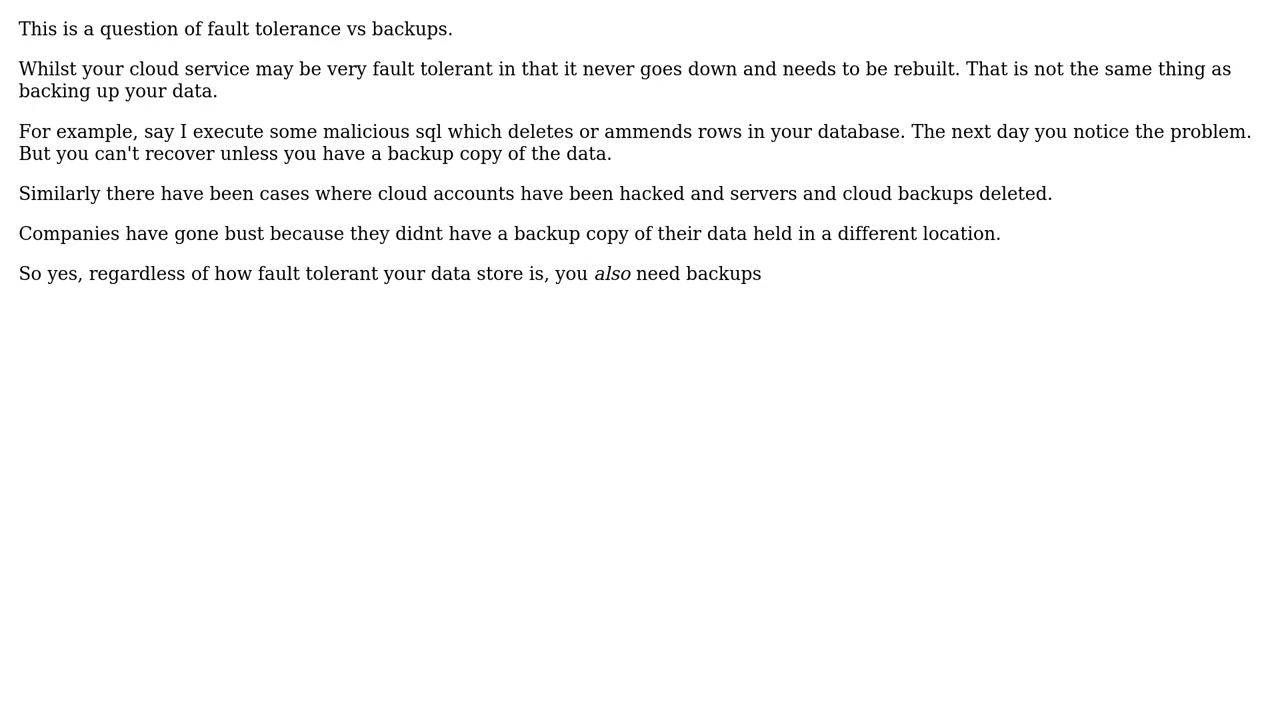 This is a question of fault tolerance vs backups.
Whilst your cloud service may be very fault tolerant in that it never goes down and needs to be rebuilt. That is not the same thing as
backing up your data.
For example, say I execute some malicious sql which deletes or ammends rows in your database. The next day you notice the problem.
But you can't recover unless you have a backup copy of the data.
Similarly there have been cases where cloud accounts have been hacked and servers and cloud backups deleted.
Companies have gone bust because they didnt have a backup copy of their data held in a different location.
So yes, regardless of how fault tolerant your data store is, you also need backups